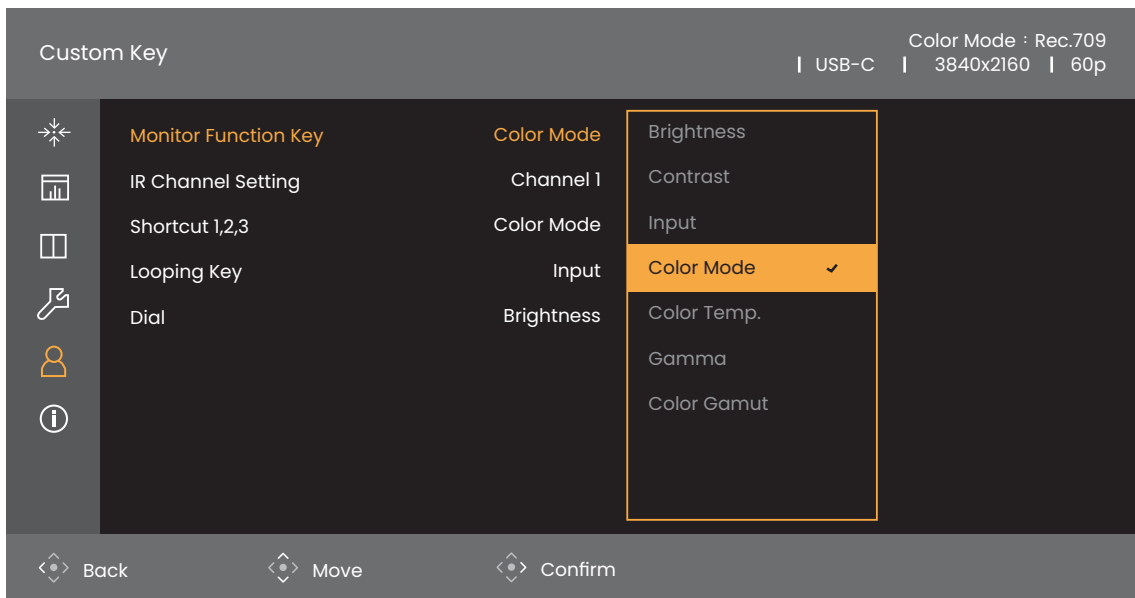 Custom Key
Color Mode : Rec.709
| USB-C | 3840x2160 | 60p
Monitor Function Key Color Mode
IR Channel Setting Channel 1
Shortcut 1,2,3 Color Mode
Looping Key Input
Dial Brightness
Brightness
Contrast
Input
Color Mode ✔
Color Temp.
Gamma
Color Gamut
Back Move Confirm